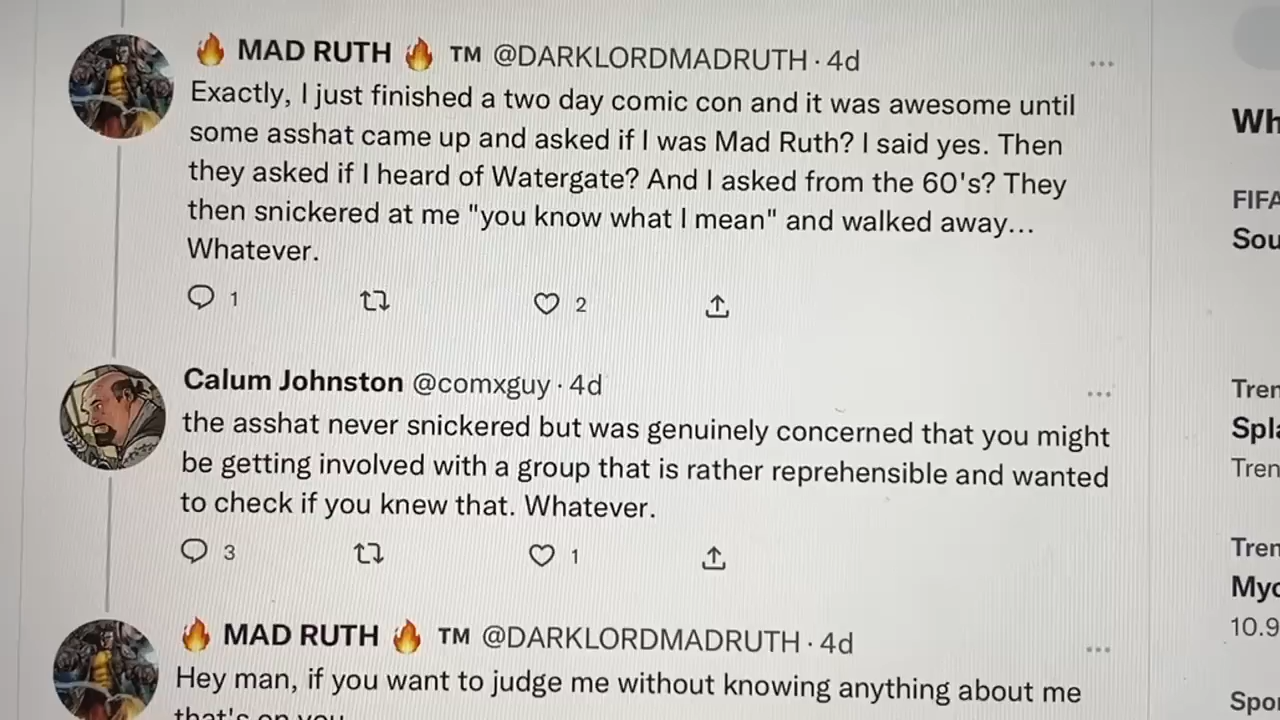 🔥 MAD RUTH 🔥 TM @DARKLORDMADRUTH · 4d
Exactly, I just finished a two day comic con and it was awesome until
some asshat came up and asked if I was Mad Ruth? I said yes. Then
they asked if I heard of Watergate? And I asked from the 60's? They
then snickered at me "you know what I mean" and walked away...
Whatever.
1
2
Calum Johnston @comxguy · 4d
the asshat never snickered but was genuinely concerned that you might
be getting involved with a group that is rather reprehensible and wanted
to check if you knew that. Whatever.
3
1
🔥 MAD RUTH 🔥 TM @DARKLORDMADRUTH · 4d
Hey man, if you want to judge me without knowing anything about me
that's on you
Wh
FIFA
Sou
Tren
Spla
Tren
Tren
Myc
10.9
Spor